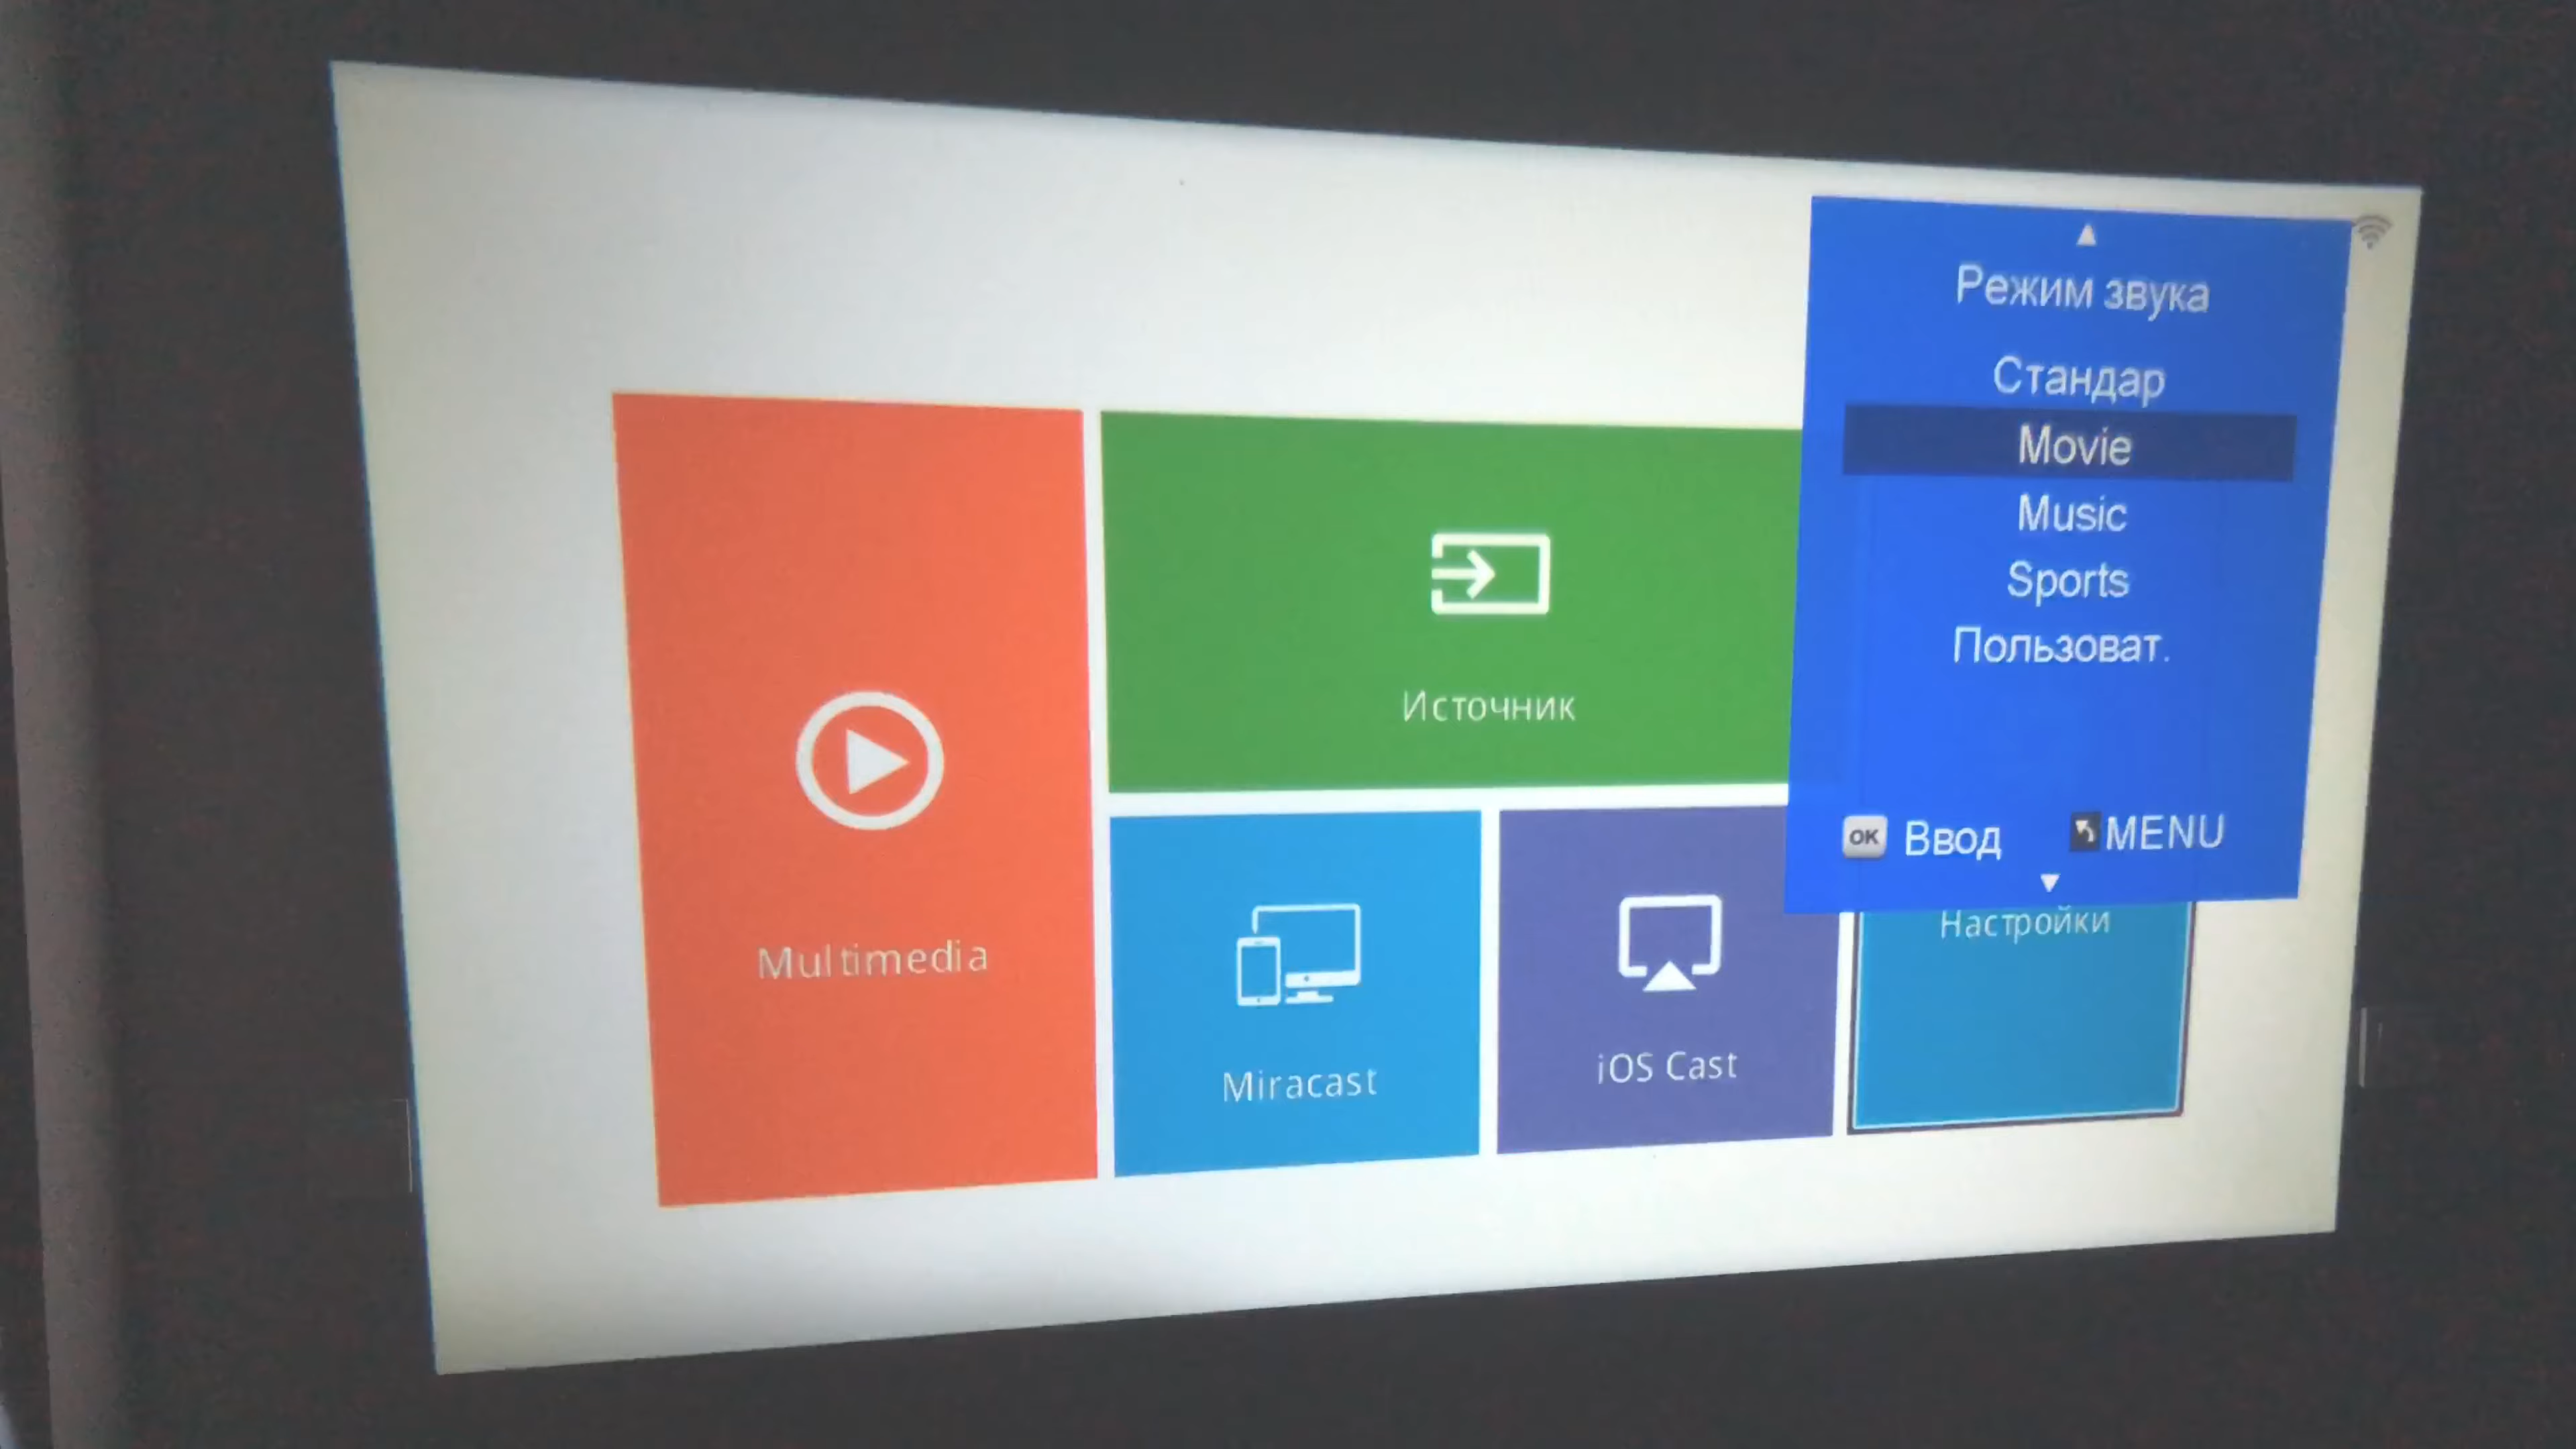 Режим звука
Стандар
Movie
Music
Sports
Пользоват.
OK Ввод MENU
Источник
Multimedia
Miracast
iOS Cast
Настройки